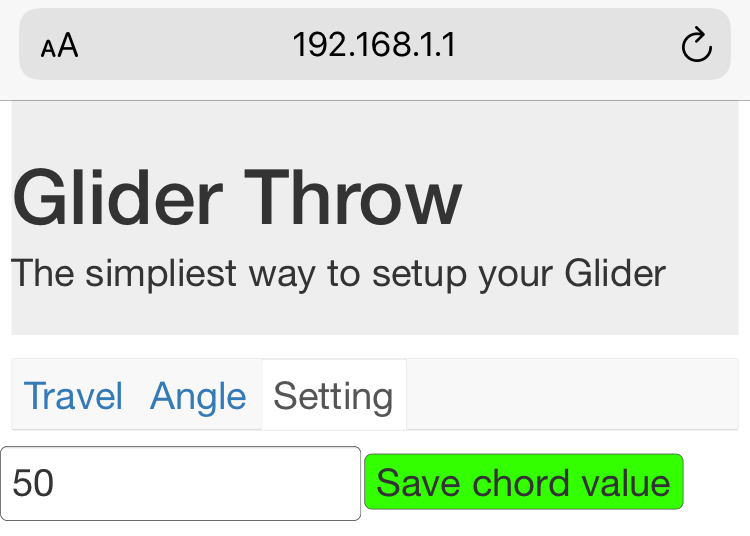 AA 192.168.1.1
Glider Throw
The simpliest way to setup your Glider
Travel Angle Setting
50 Save chord value